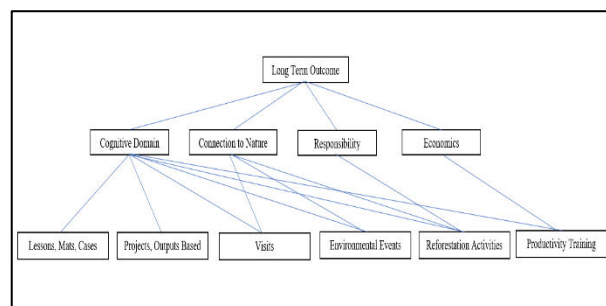 Long Term Outcome
Cognitive Domain
Connection to Nature
Responsibility
Economics
Lessons, Mats, Cases
Projects, Outputs Based
Visits
Environmental Events
Reforestation Activities
Productivity Training